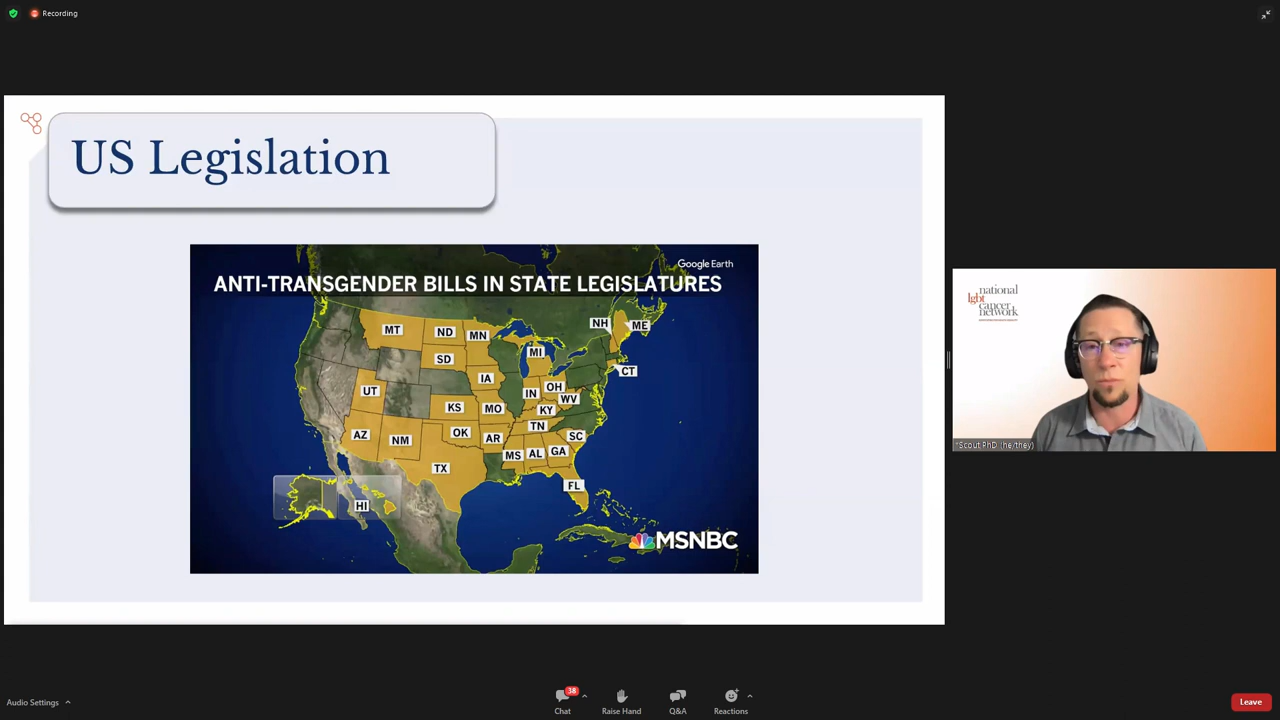 Recording
US Legislation
Google Earth
ANTI-TRANSGENDER BILLS IN STATE LEGISLATURES
NH
ME
MT
ND
MN
MI
SD
CT
IA
UT
IN
OH
WV
KS
MO
KY
TN
AZ
NM
OK
AR
SC
MS
AL
GA
TX
FL
HI
MSNBC
national
lgbt
cancer
network
*Scout PhD (he/they)
Audio Settings
38
Chat
Raise Hand
Q&A
Reactions
Leave